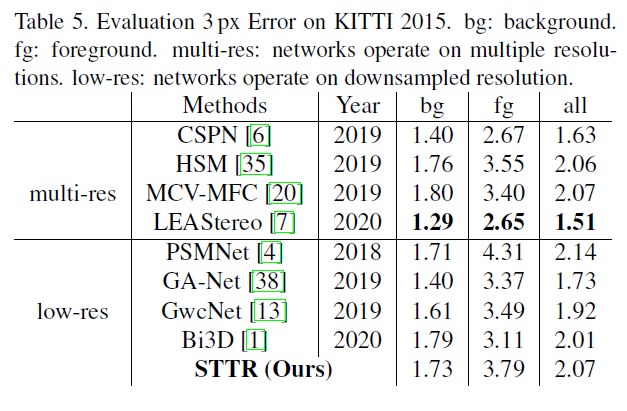 Table 5. Evaluation 3 px Error on KITTI 2015. bg: background.
fg: foreground. multi-res: networks operate on multiple resolu-
tions. low-res: networks operate on downsampled resolution.
Methods Year bg fg all
CSPN [6] 2019 1.40 2.67 1.63
HSM [35] 2019 1.76 3.55 2.06
multi-res MCV-MFC [20] 2019 1.80 3.40 2.07
LEAStereo [7] 2020 1.29 2.65 1.51
PSMNet [4] 2018 1.71 4.31 2.14
GA-Net [38] 2019 1.40 3.37 1.73
low-res GwcNet [13] 2019 1.61 3.49 1.92
Bi3D [1] 2020 1.79 3.11 2.01
STTR (Ours) 1.73 3.79 2.07